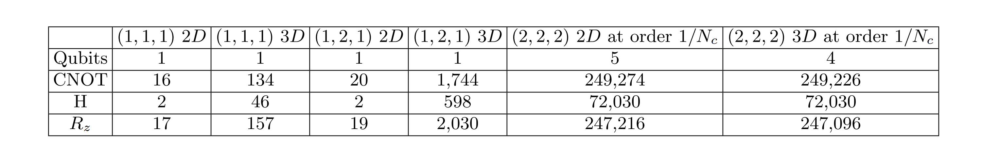 (1, 1, 1) 2D (1, 1, 1) 3D (1, 2, 1) 2D (1, 2, 1) 3D (2, 2, 2) 2D at order 1/N_c (2, 2, 2) 3D at order 1/N_c
Qubits 1 1 1 1 5 4
CNOT 16 134 20 1,744 249,274 249,226
H 2 46 2 598 72,030 72,030
R_z 17 157 19 2,030 247,216 247,096